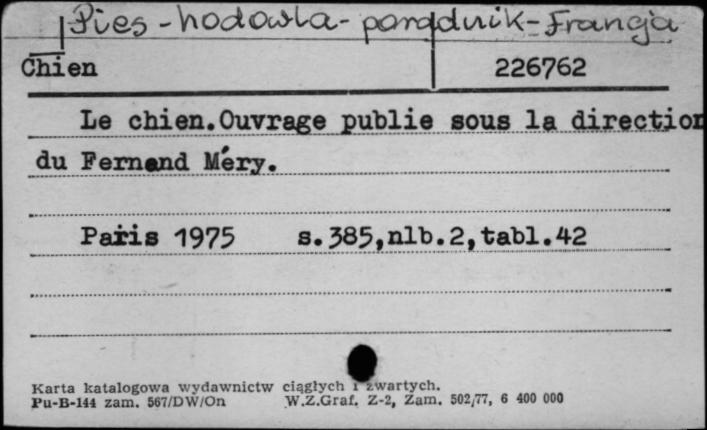 Pies - hodowla - poradnik - Francja
Chien 226762
Le chien.Ouvrage publie sous la direction
du Fernand Méry.
Paris 1975 s.385,nlb.2,tabl.42
Karta katalogowa wydawnictw ciągłych i zwartych.
Pu-B-144 zam. 567/DW/On W.Z.Graf. Z-2, Zam. 502/77, 6 400 000